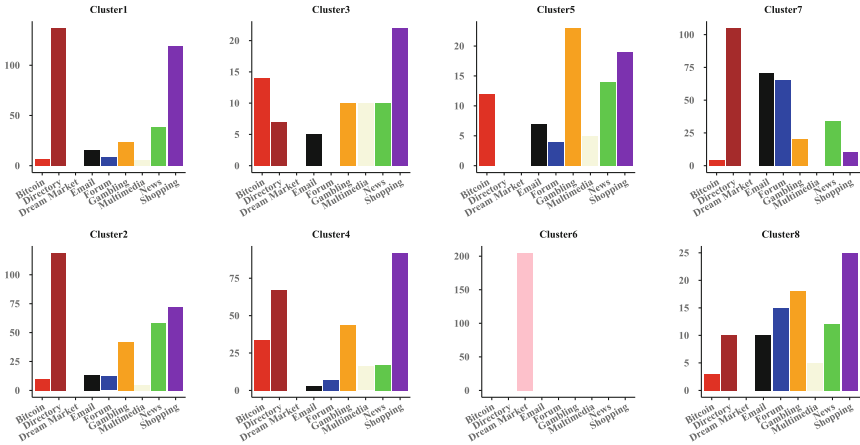 Cluster1
100
50
0
Bitcoin
Directory
Dream Market
Email
Forum
Gambling
Multimedia
News
Shopping
Cluster3
20
15
10
5
0
Bitcoin
Directory
Dream Market
Email
Forum
Gambling
Multimedia
News
Shopping
Cluster5
20
15
10
5
0
Bitcoin
Directory
Dream Market
Email
Forum
Gambling
Multimedia
News
Shopping
Cluster7
100
75
50
25
0
Bitcoin
Directory
Dream Market
Email
Forum
Gambling
Multimedia
News
Shopping
Cluster2
100
75
50
25
0
Bitcoin
Directory
Dream Market
Email
Forum
Gambling
Multimedia
News
Shopping
Cluster4
75
50
25
0
Bitcoin
Directory
Dream Market
Email
Forum
Gambling
Multimedia
News
Shopping
Cluster6
200
150
100
50
0
Bitcoin
Directory
Dream Market
Email
Forum
Gambling
Multimedia
News
Shopping
Cluster8
25
20
15
10
5
0
Bitcoin
Directory
Dream Market
Email
Forum
Gambling
Multimedia
News
Shopping